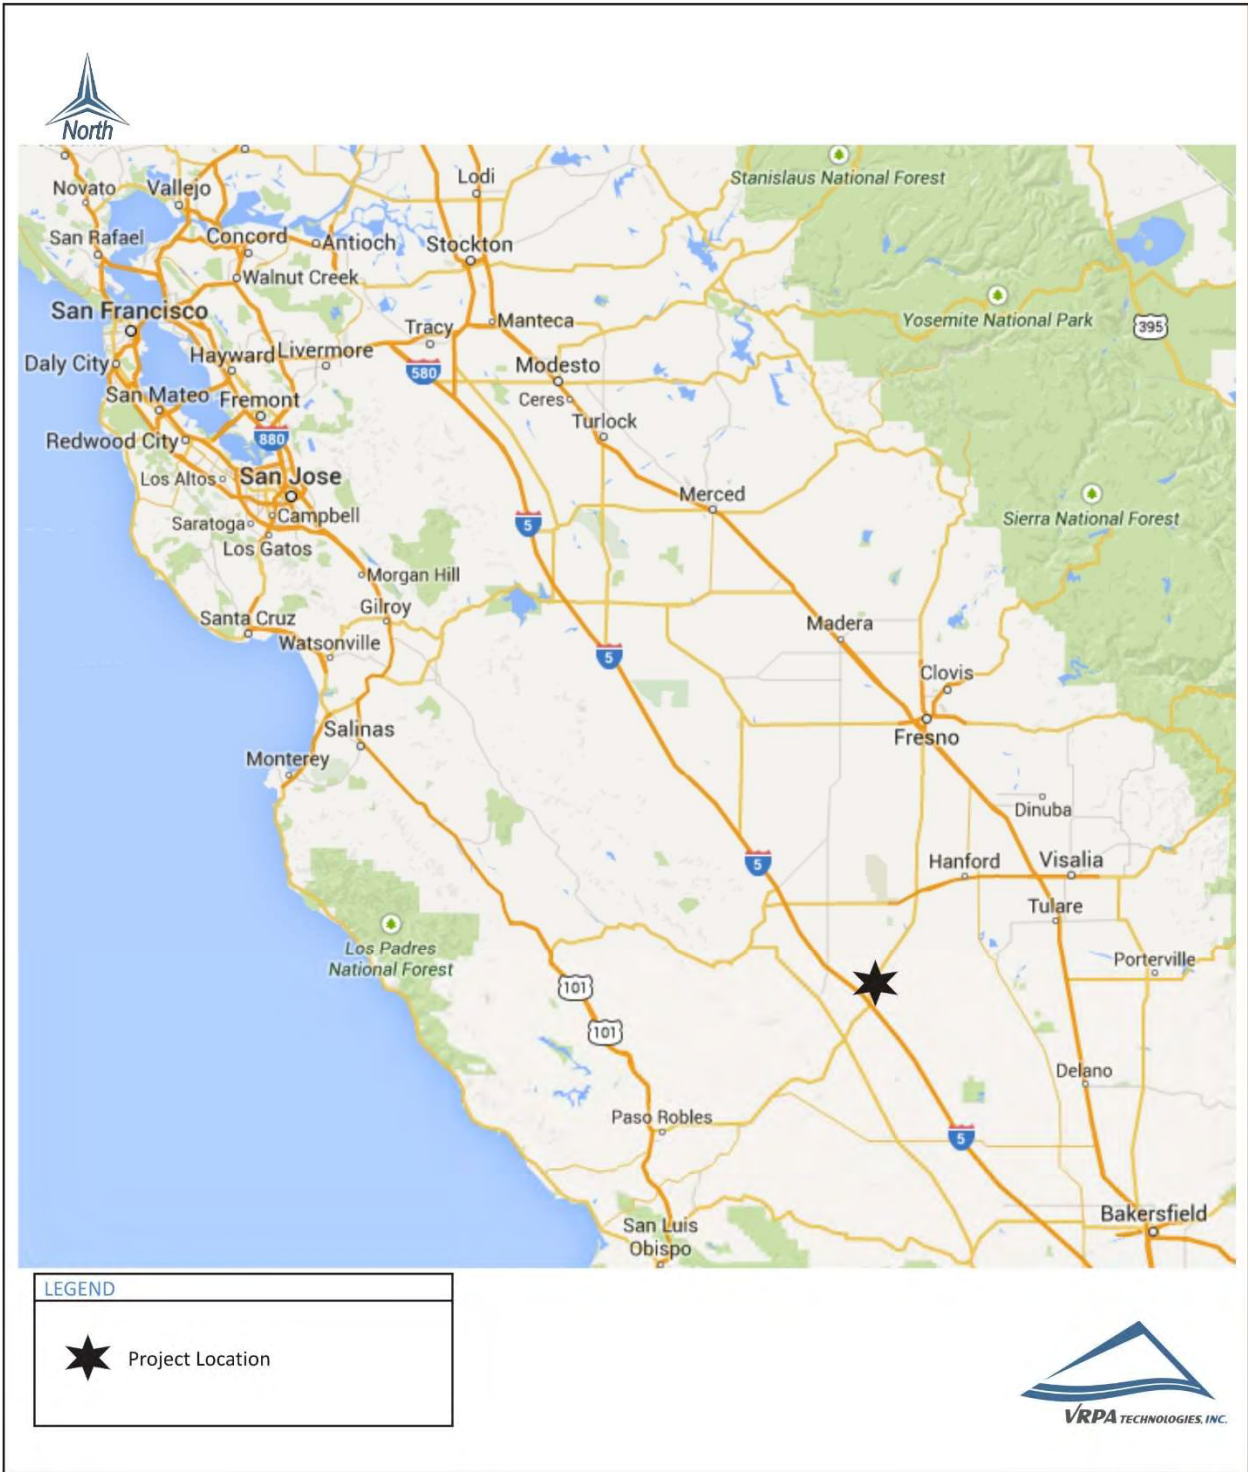 North
Lodi
Stanislaus National Forest
Novato
Vallejo
San Rafael
Concord
Antioch
Stockton
Walnut Creek
San Francisco
Yosemite National Park
395
Tracy
Manteca
Daly City
Hayward
Livermore
580
Modesto
San Mateo
Fremont
Ceres
Turlock
Redwood City
880
Los Altos
San Jose
Merced
Sierra National Forest
Saratoga
Campbell
5
Los Gatos
Morgan Hill
Santa Cruz
Gilroy
Madera
Watsonville
5
Clovis
Salinas
Fresno
Monterey
Dinuba
5
Hanford
Visalia
Tulare
Los Padres
National Forest
Porterville
101
101
Delano
Paso Robles
5
San Luis
Obispo
Bakersfield
LEGEND
Project Location
VRPA TECHNOLOGIES, INC.